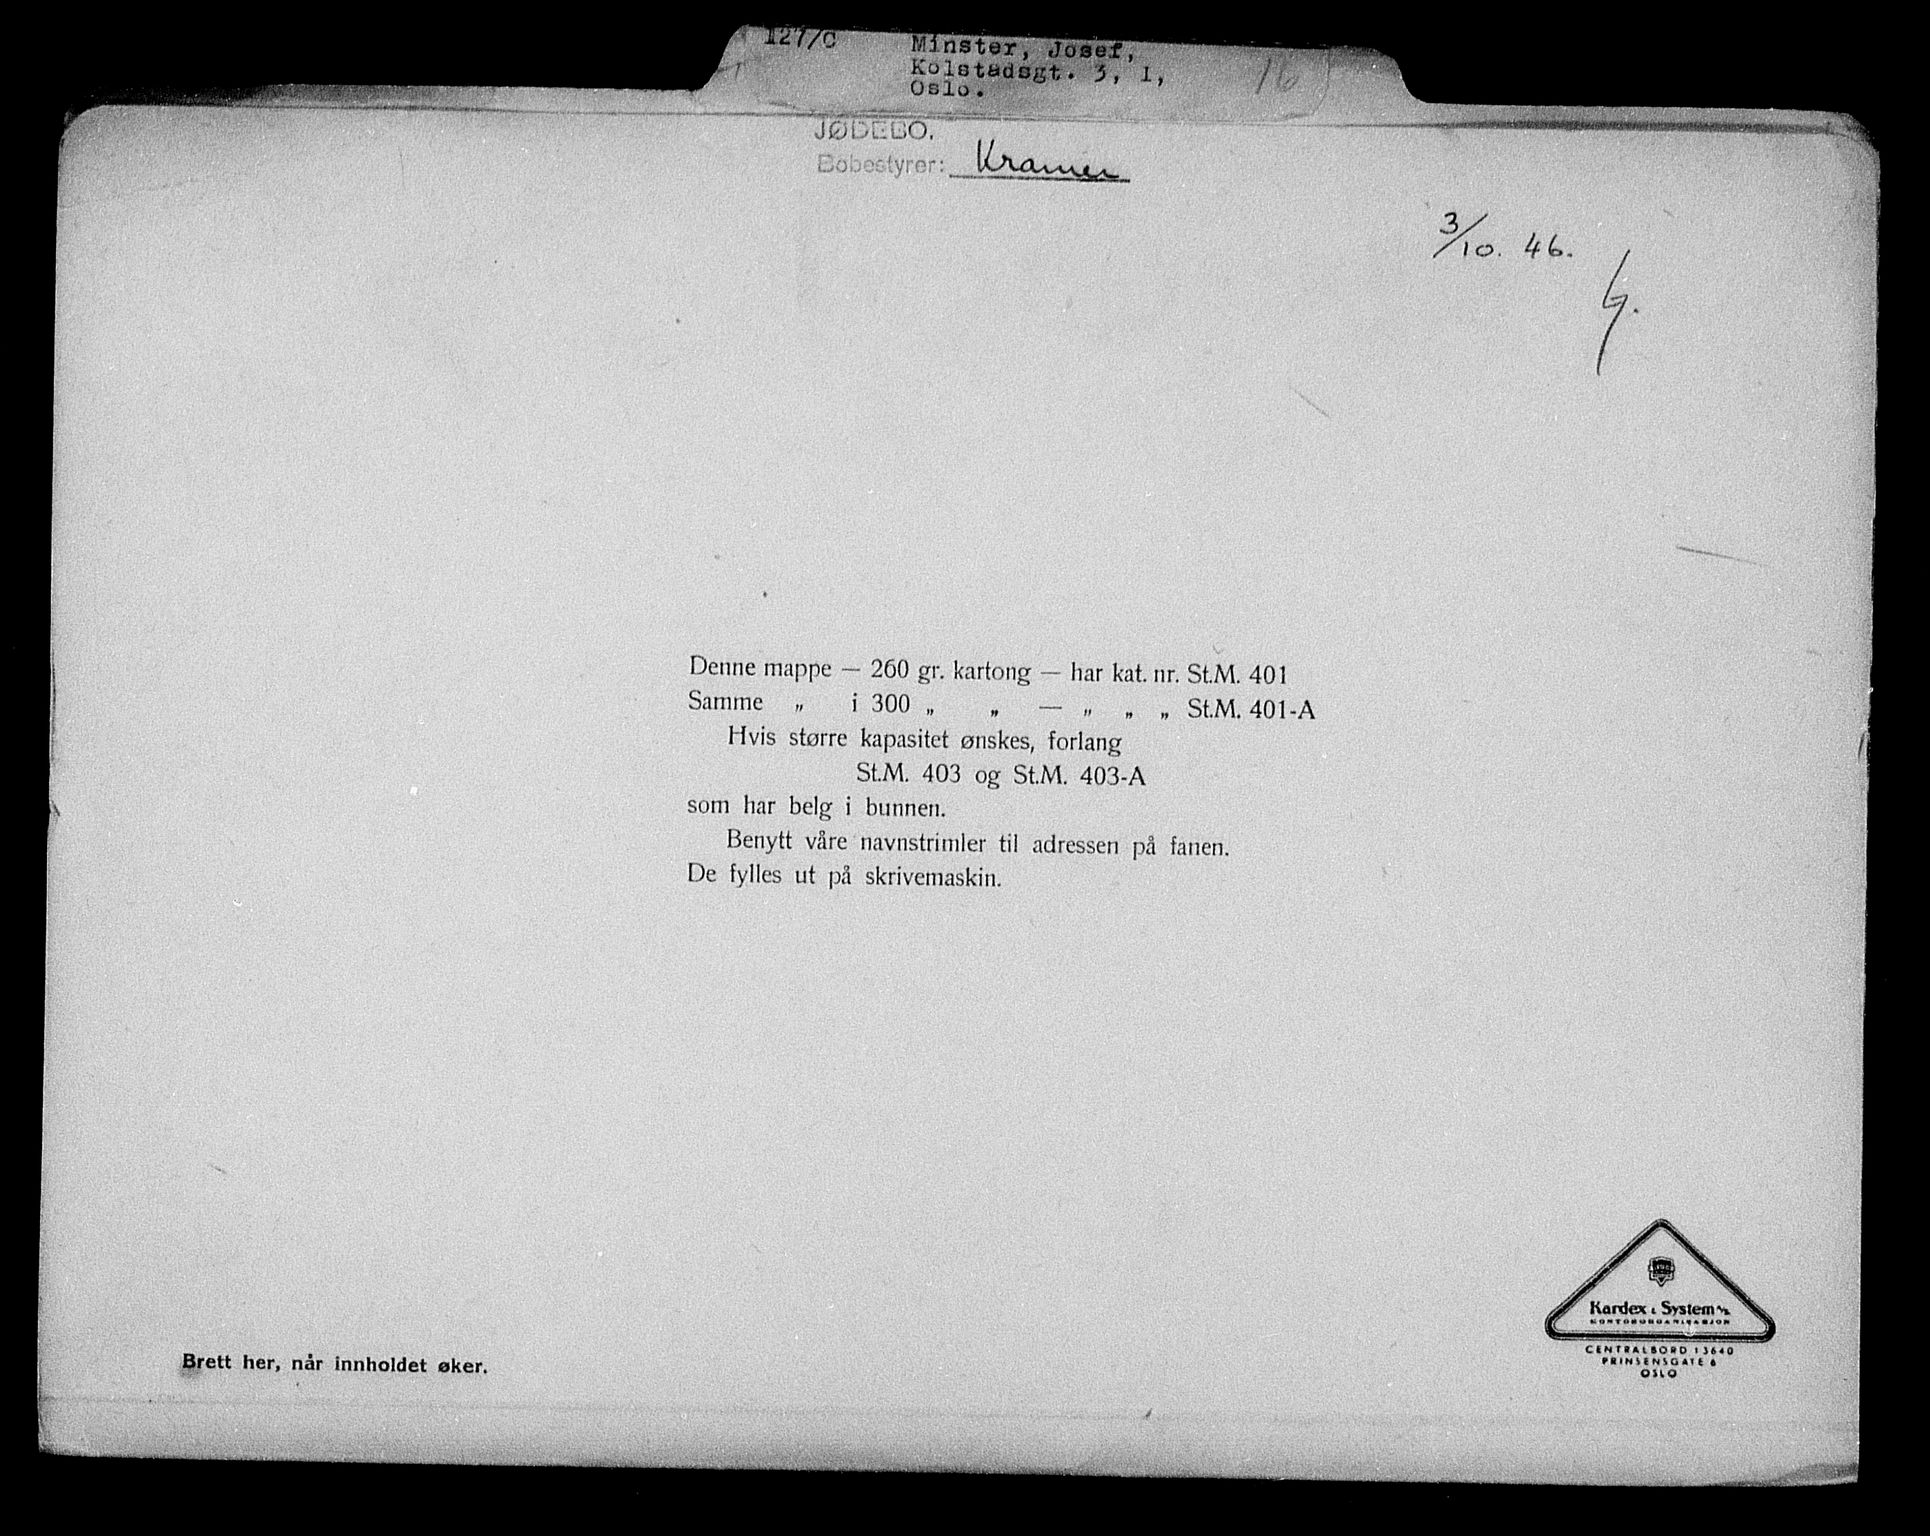 127/C Minster, Josef,
Kolstadsgt. 3, I, 16
Oslo.
JØDEBO.
Bobestyrer: Kramer
3/10. 46.
Denne mappe — 260 gr. kartong — har kat. nr. St.M. 401
Samme „ i 300 „ „ — „ „ „ St.M. 401-A
Hvis større kapasitet ønskes, forlang
St.M. 403 og St.M. 403-A
som har belg i bunnen.
Benytt våre navnstrimler til adressen på fanen.
De fylles ut på skrivemaskin.
Kardex & System A/S
KONTORORGANISASJON
CENTRALBORD 13640
PRINSENSGATE 6
OSLO
Brett her, når innholdet øker.